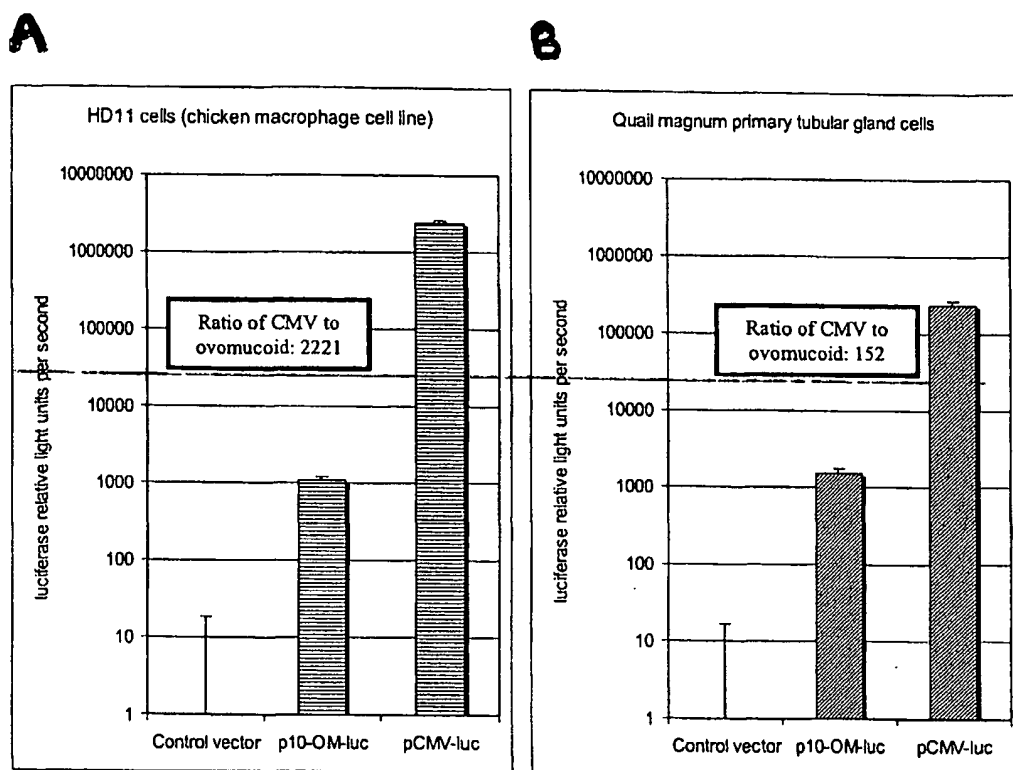 A
HD11 cells (chicken macrophage cell line)
luciferase relative light units per second
10000000
1000000
100000
10000
1000
100
10
1
Ratio of CMV to
ovomucoid: 2221
Control vector
p10-OM-luc
pCMV-luc
B
Quail magnum primary tubular gland cells
luciferase relative light units per second
10000000
1000000
100000
10000
1000
100
10
1
Ratio of CMV to
ovomucoid: 152
Control vector
p10-OM-luc
pCMV-luc